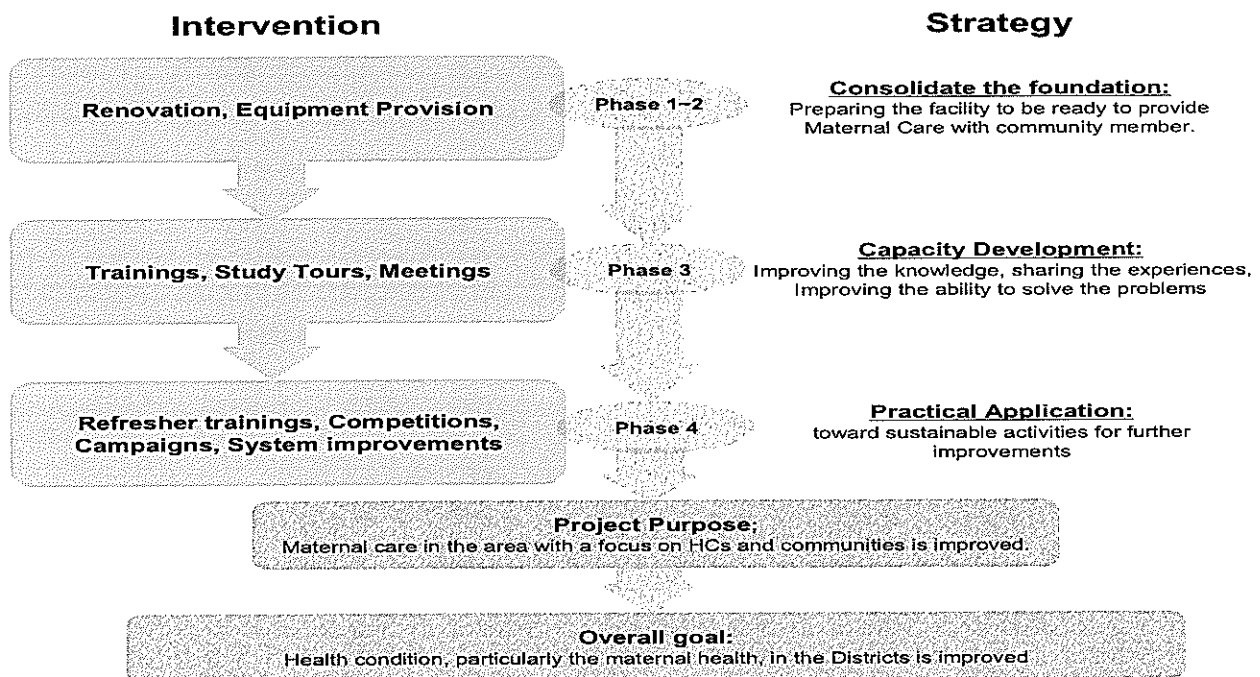 Intervention
Strategy
Renovation, Equipment Provision
Phase 1~2
Consolidate the foundation:
Preparing the facility to be ready to provide
Maternal Care with community member.
Trainings, Study Tours, Meetings
Phase 3
Capacity Development:
Improving the knowledge, sharing the experiences,
Improving the ability to solve the problems
Refresher trainings, Competitions,
Campaigns, System improvements
Phase 4
Practical Application:
toward sustainable activities for further
improvements
Project Purpose:
Maternal care in the area with a focus on HCs and communities is improved.
Overall goal:
Health condition, particularly the maternal health, in the Districts is improved